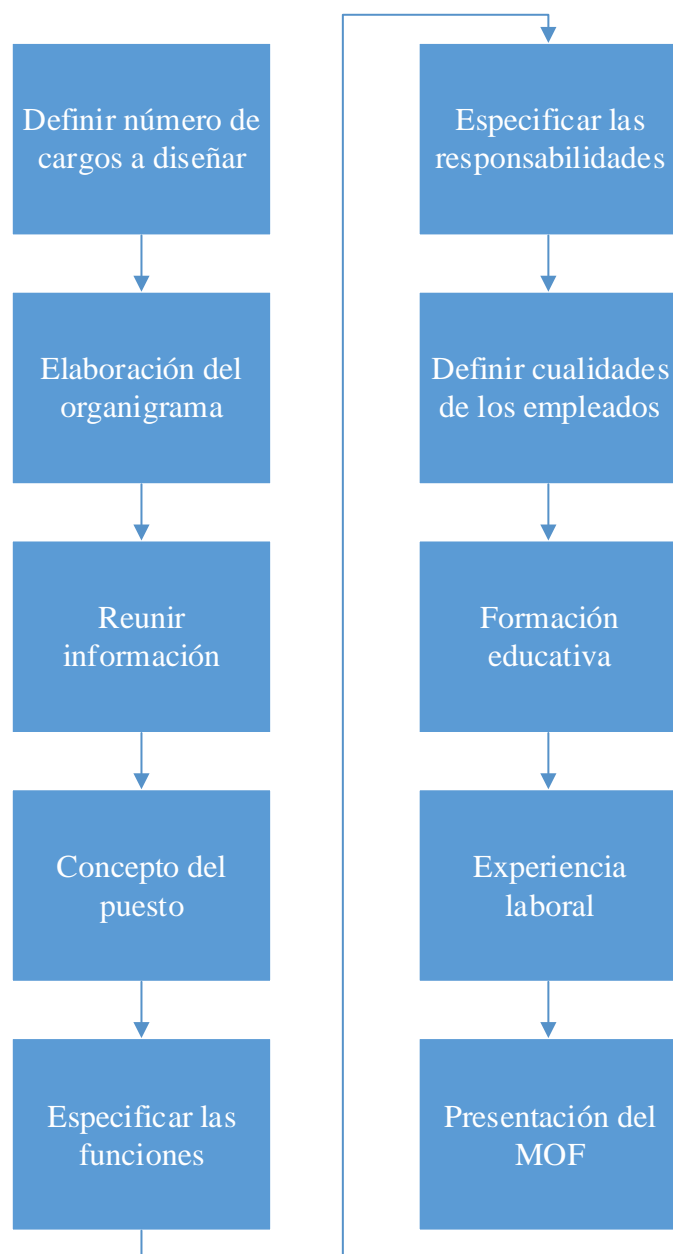 Definir número de
cargos a diseñar
Elaboración del
organigrama
Reunir
información
Concepto del
puesto
Especificar las
funciones
Especificar las
responsabilidades
Definir cualidades
de los empleados
Formación
educativa
Experiencia
laboral
Presentación del
MOF